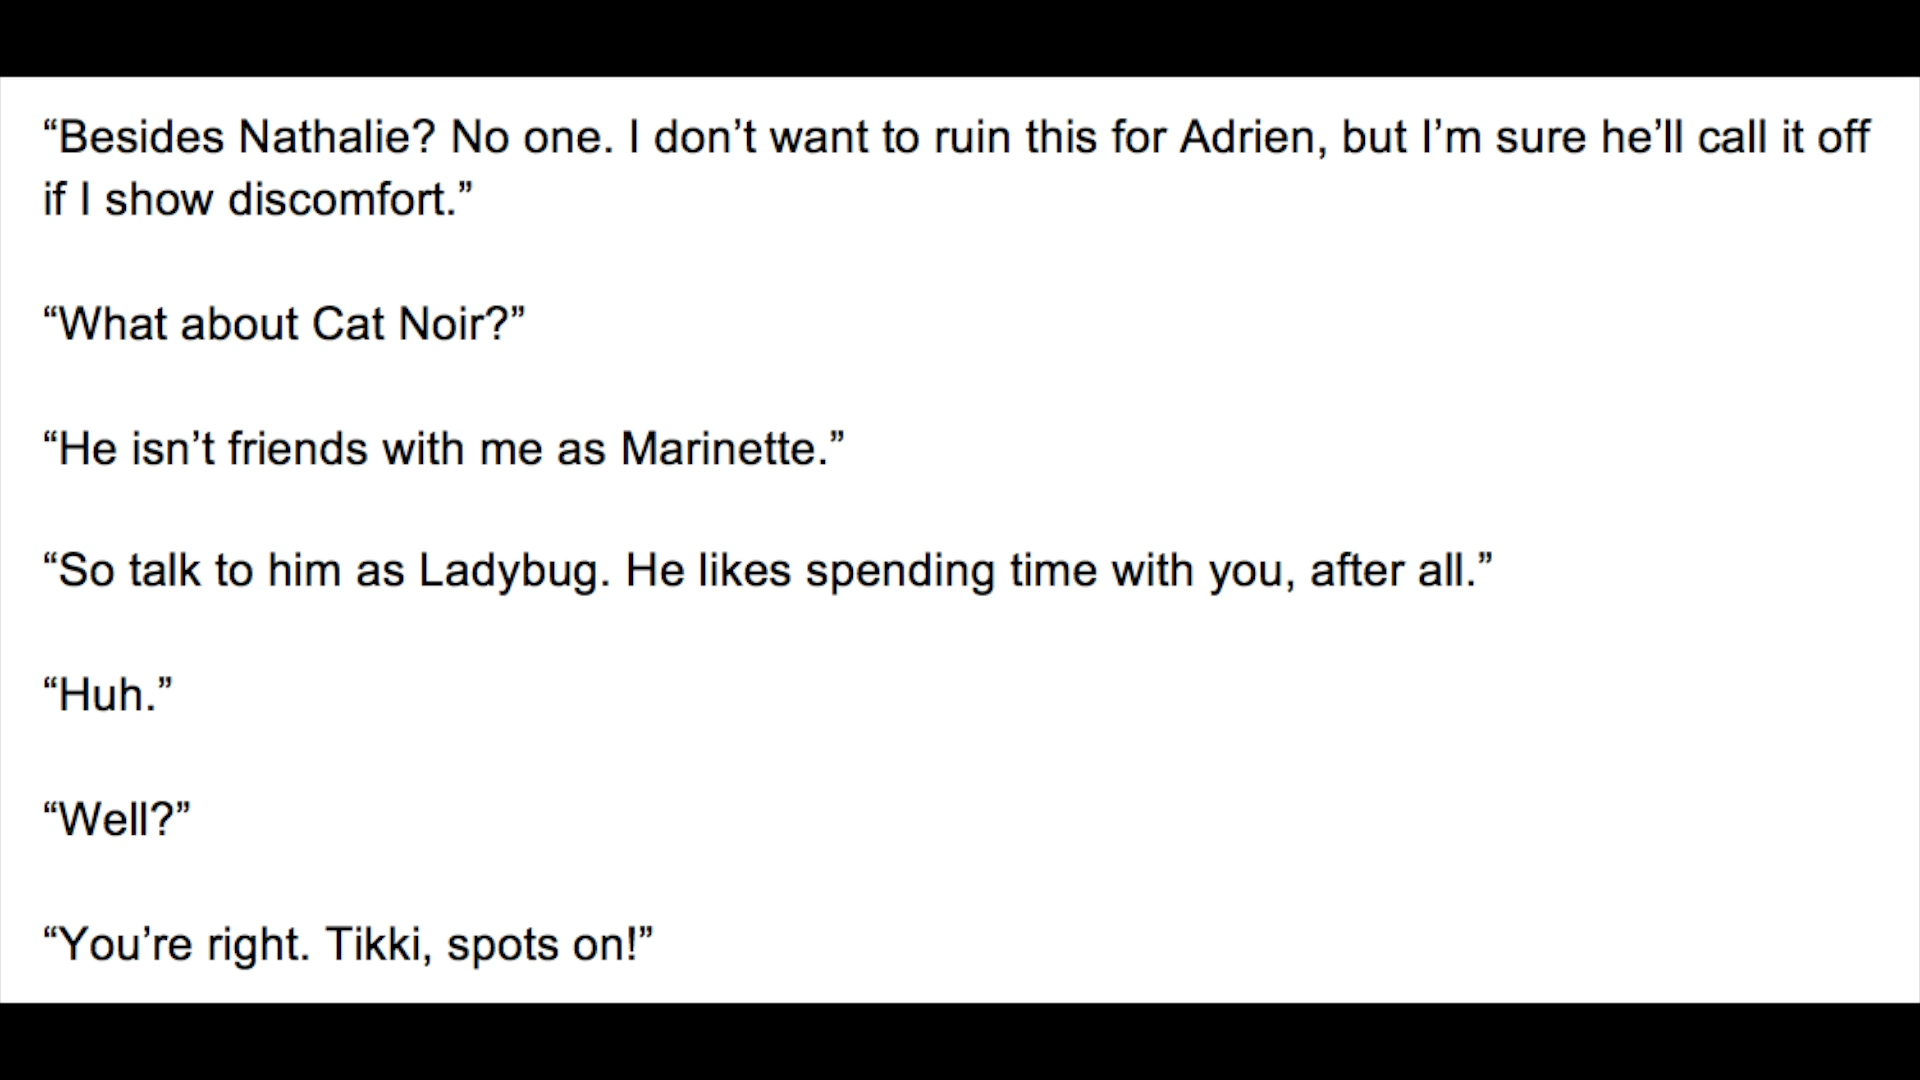 “Besides Nathalie? No one. I don’t want to ruin this for Adrien, but I’m sure he’ll call it off
if I show discomfort.”
“What about Cat Noir?”
“He isn’t friends with me as Marinette.”
“So talk to him as Ladybug. He likes spending time with you, after all.”
“Huh.”
“Well?”
“You’re right. Tikki, spots on!”